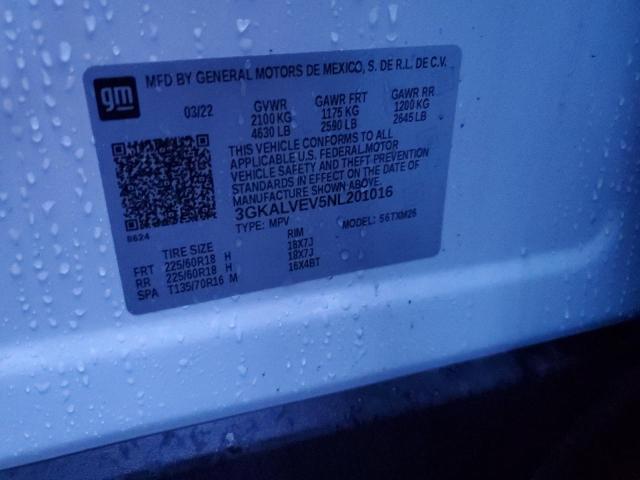 gm MFD BY GENERAL MOTORS DE MEXICO, S. DE R.L. DE C.V.
03/22 GVWR GAWR FRT GAWR RR
2100 KG 1175 KG 1200 KG
4630 LB 2590 LB 2645 LB
THIS VEHICLE CONFORMS TO ALL
APPLICABLE U.S. FEDERAL MOTOR
VEHICLE SAFETY AND THEFT PREVENTION
STANDARDS IN EFFECT ON THE DATE
OF MANUFACTURE SHOWN ABOVE.
3GKALVEV5NL201016
8624 TYPE: MPV MODEL: 56TXM26
TIRE SIZE RIM
FRT 225/60R18 H 18X7J
RR 225/60R18 H 18X7J
SPA T135/70R16 M 16X4BT